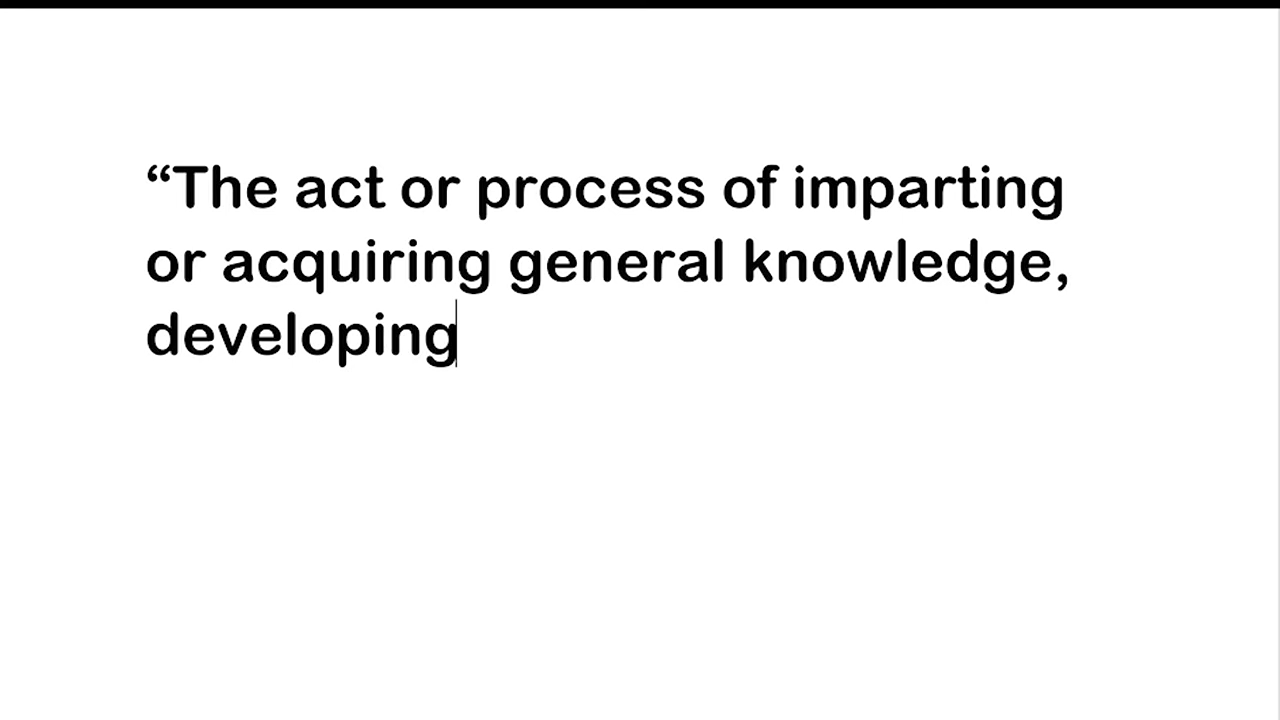 “The act or process of imparting
or acquiring general knowledge,
developing